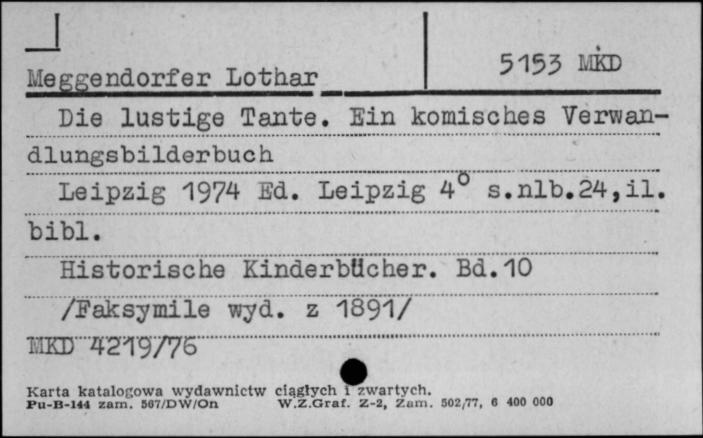 5153 MKD
Meggendorfer Lothar
Die lustige Tante. Ein komisches Verwan-
dlungsbilderbuch
Leipzig 1974 Ed. Leipzig 4° s.nlb.24,il.
bibl.
Historische Kinderbücher. Bd.10
/Faksymile wyd. z 1891/
MKD 4219/76
Karta katalogowa wydawnictw ciągłych i zwartych.
Pu-B-144 zam. 567/DW/On W.Z.Graf. Z-2, Zam. 502/77, 6 400 000